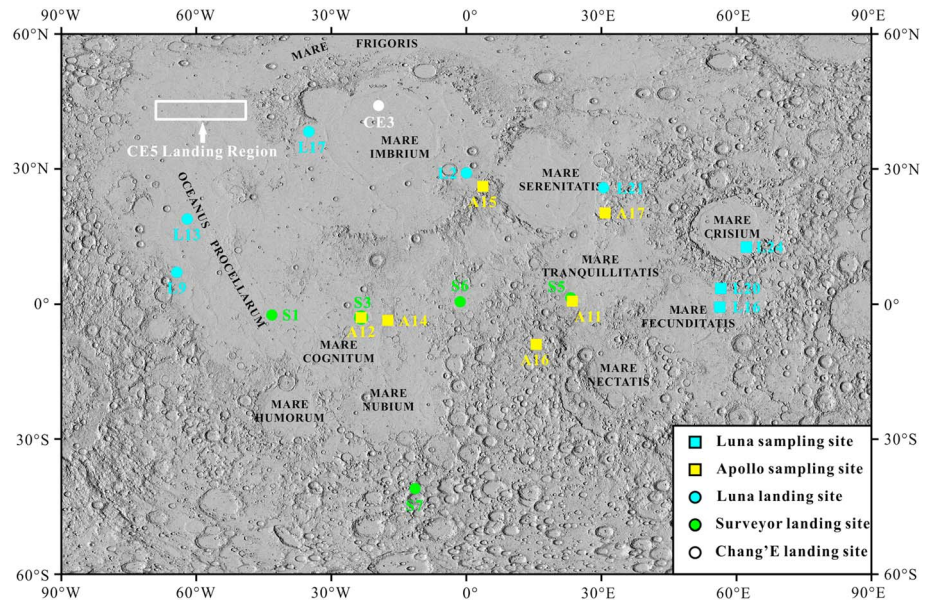 90°W 60°W 30°W 0° 30°E 60°E 90°E
60°N 60°N
MARE FRIGORIS
CE3
L17
MARE
IMBRIUM
CE5 Landing Region
30°N 30°N
L2
MARE
SERENITATIS
L21
A15
A17
OCEANUS PROCELLARUM
L13
MARE
CRISIUM
L24
MARE
TRANQUILLITATIS
L9
S6
S5
L20
0° 0°
S1
S3
A12
A14
A11
L16
MARE
FECUNDITATIS
MARE
COGNITUM
A16
MARE
NECTATIS
MARE
HUMORUM
MARE
NUBIUM
30°S 30°S
S7
Luna sampling site
Apollo sampling site
Luna landing site
Surveyor landing site
Chang'E landing site
60°S 60°S
90°W 60°W 30°W 0° 30°E 60°E 90°E